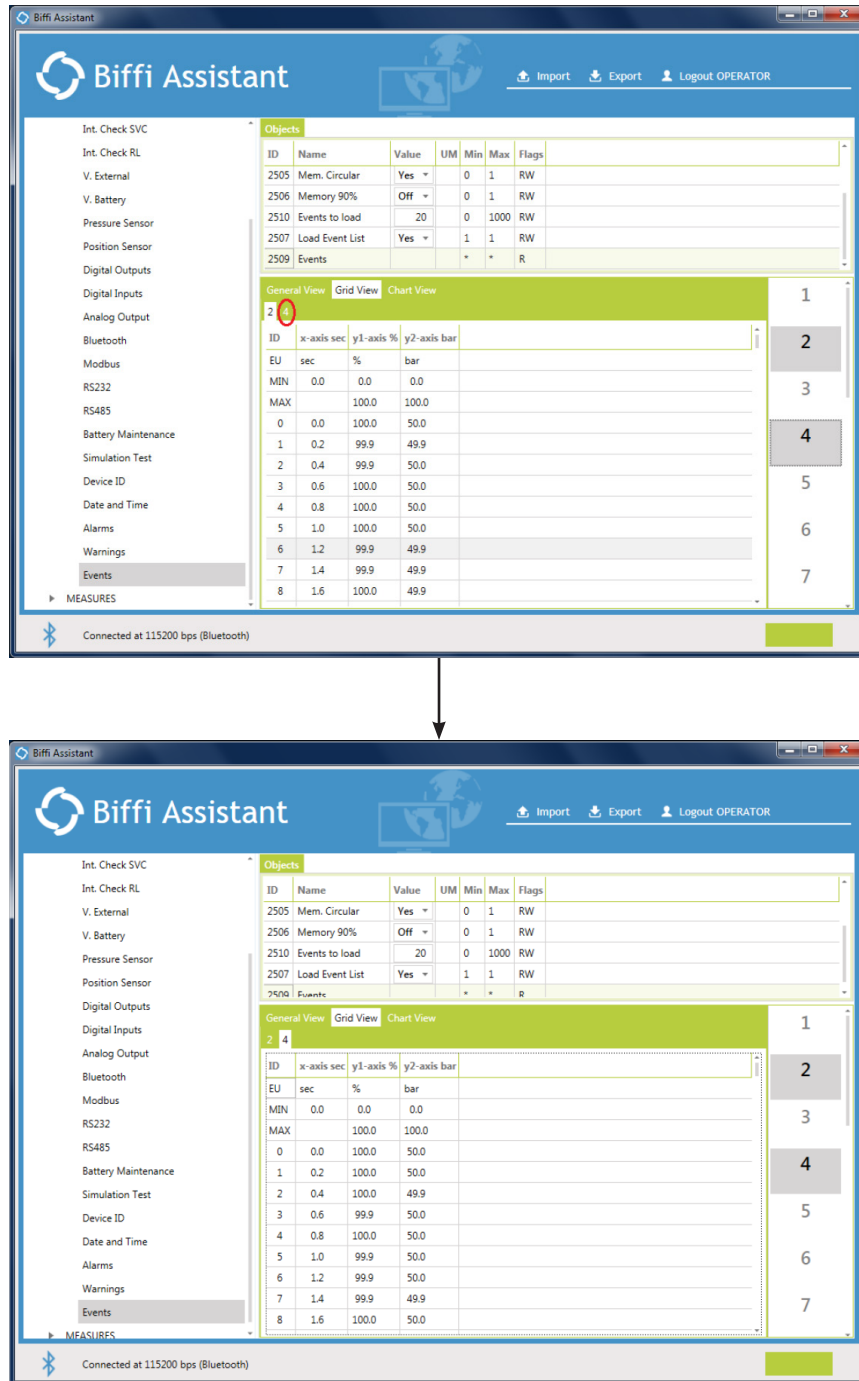 Biffi Assistant
Biffi Assistant
Import Export Logout OPERATOR
Int. Check SVC
Int. Check RL
V. External
V. Battery
Pressure Sensor
Position Sensor
Digital Outputs
Digital Inputs
Analog Output
Bluetooth
Modbus
RS232
RS485
Battery Maintenance
Simulation Test
Device ID
Date and Time
Alarms
Warnings
Events
MEASURES
Objects
ID Name Value UM Min Max Flags
2505 Mem. Circular Yes 0 1 RW
2506 Memory 90% Off 0 1 RW
2510 Events to load 20 0 1000 RW
2507 Load Event List Yes 1 1 RW
2509 Events * * R
General View Grid View Chart View
2 4
ID x-axis sec y1-axis % y2-axis bar
EU sec % bar
MIN 0.0 0.0 0.0
MAX 100.0 100.0
0 0.0 100.0 50.0
1 0.2 99.9 49.9
2 0.4 99.9 50.0
3 0.6 100.0 50.0
4 0.8 100.0 50.0
5 1.0 100.0 50.0
6 1.2 99.9 49.9
7 1.4 99.9 49.9
8 1.6 100.0 49.9
1
2
3
4
5
6
7
Connected at 115200 bps (Bluetooth)
Biffi Assistant
Biffi Assistant
Import Export Logout OPERATOR
Int. Check SVC
Int. Check RL
V. External
V. Battery
Pressure Sensor
Position Sensor
Digital Outputs
Digital Inputs
Analog Output
Bluetooth
Modbus
RS232
RS485
Battery Maintenance
Simulation Test
Device ID
Date and Time
Alarms
Warnings
Events
MEASURES
Objects
ID Name Value UM Min Max Flags
2505 Mem. Circular Yes 0 1 RW
2506 Memory 90% Off 0 1 RW
2510 Events to load 20 0 1000 RW
2507 Load Event List Yes 1 1 RW
2509 Events * * R
General View Grid View Chart View
2 4
ID x-axis sec y1-axis % y2-axis bar
EU sec % bar
MIN 0.0 0.0 0.0
MAX 100.0 100.0
0 0.0 100.0 50.0
1 0.2 100.0 50.0
2 0.4 100.0 49.9
3 0.6 99.9 50.0
4 0.8 100.0 50.0
5 1.0 99.9 50.0
6 1.2 99.9 50.0
7 1.4 99.9 49.9
8 1.6 100.0 50.0
1
2
3
4
5
6
7
Connected at 115200 bps (Bluetooth)